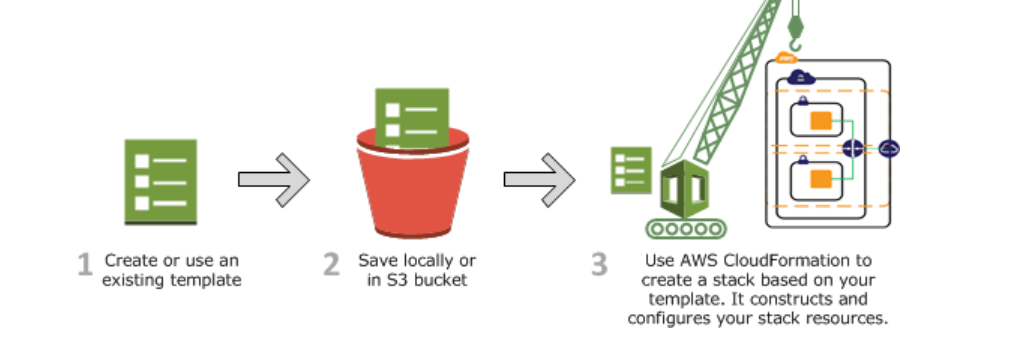 aws
1 Create or use an
existing template
2 Save locally or
in S3 bucket
3 Use AWS CloudFormation to
create a stack based on your
template. It constructs and
configures your stack resources.